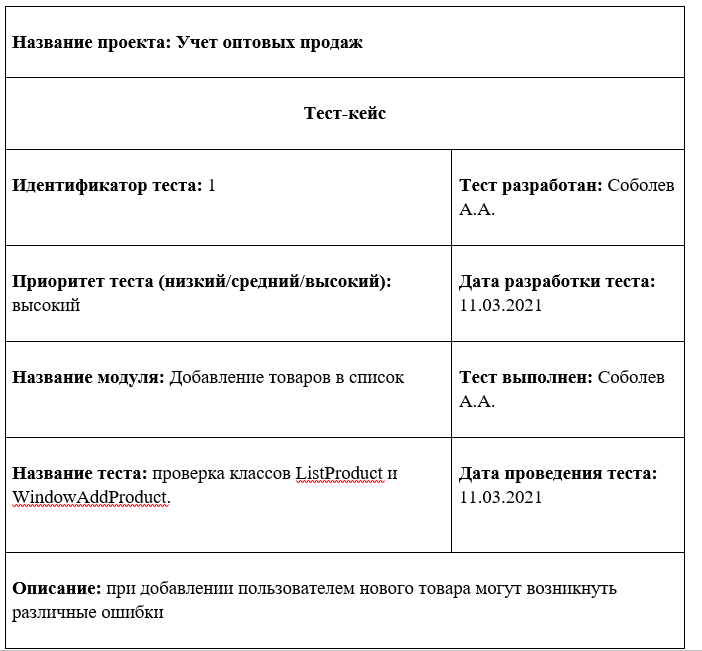 Название проекта: Учет оптовых продаж
Тест-кейс
Идентификатор теста: 1
Тест разработан: Соболев
А.А.
Приоритет теста (низкий/средний/высокий):
высокий
Дата разработки теста:
11.03.2021
Название модуля: Добавление товаров в список
Тест выполнен: Соболев
А.А.
Название теста: проверка классов ListProduct и
WindowAddProduct.
Дата проведения теста:
11.03.2021
Описание: при добавлении пользователем нового товара могут возникнуть
различные ошибки